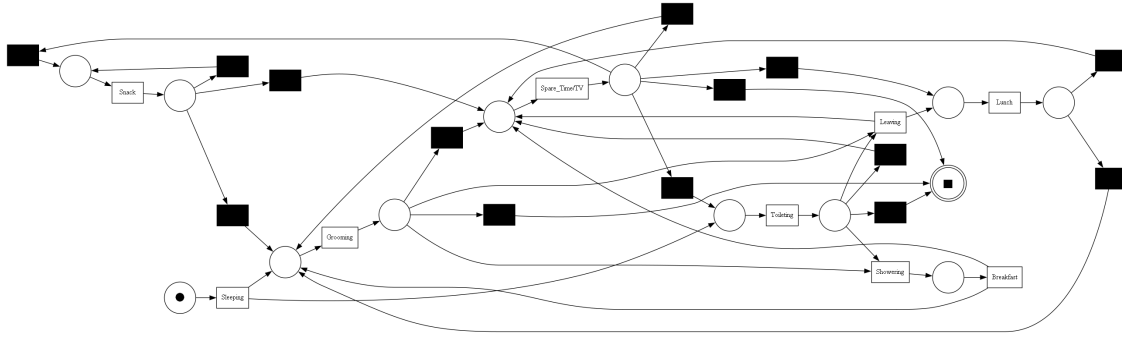 Snack
Spare_Time/TV
Lunch
Leaving
Toileting
Grooming
Showering
Breakfast
Sleeping